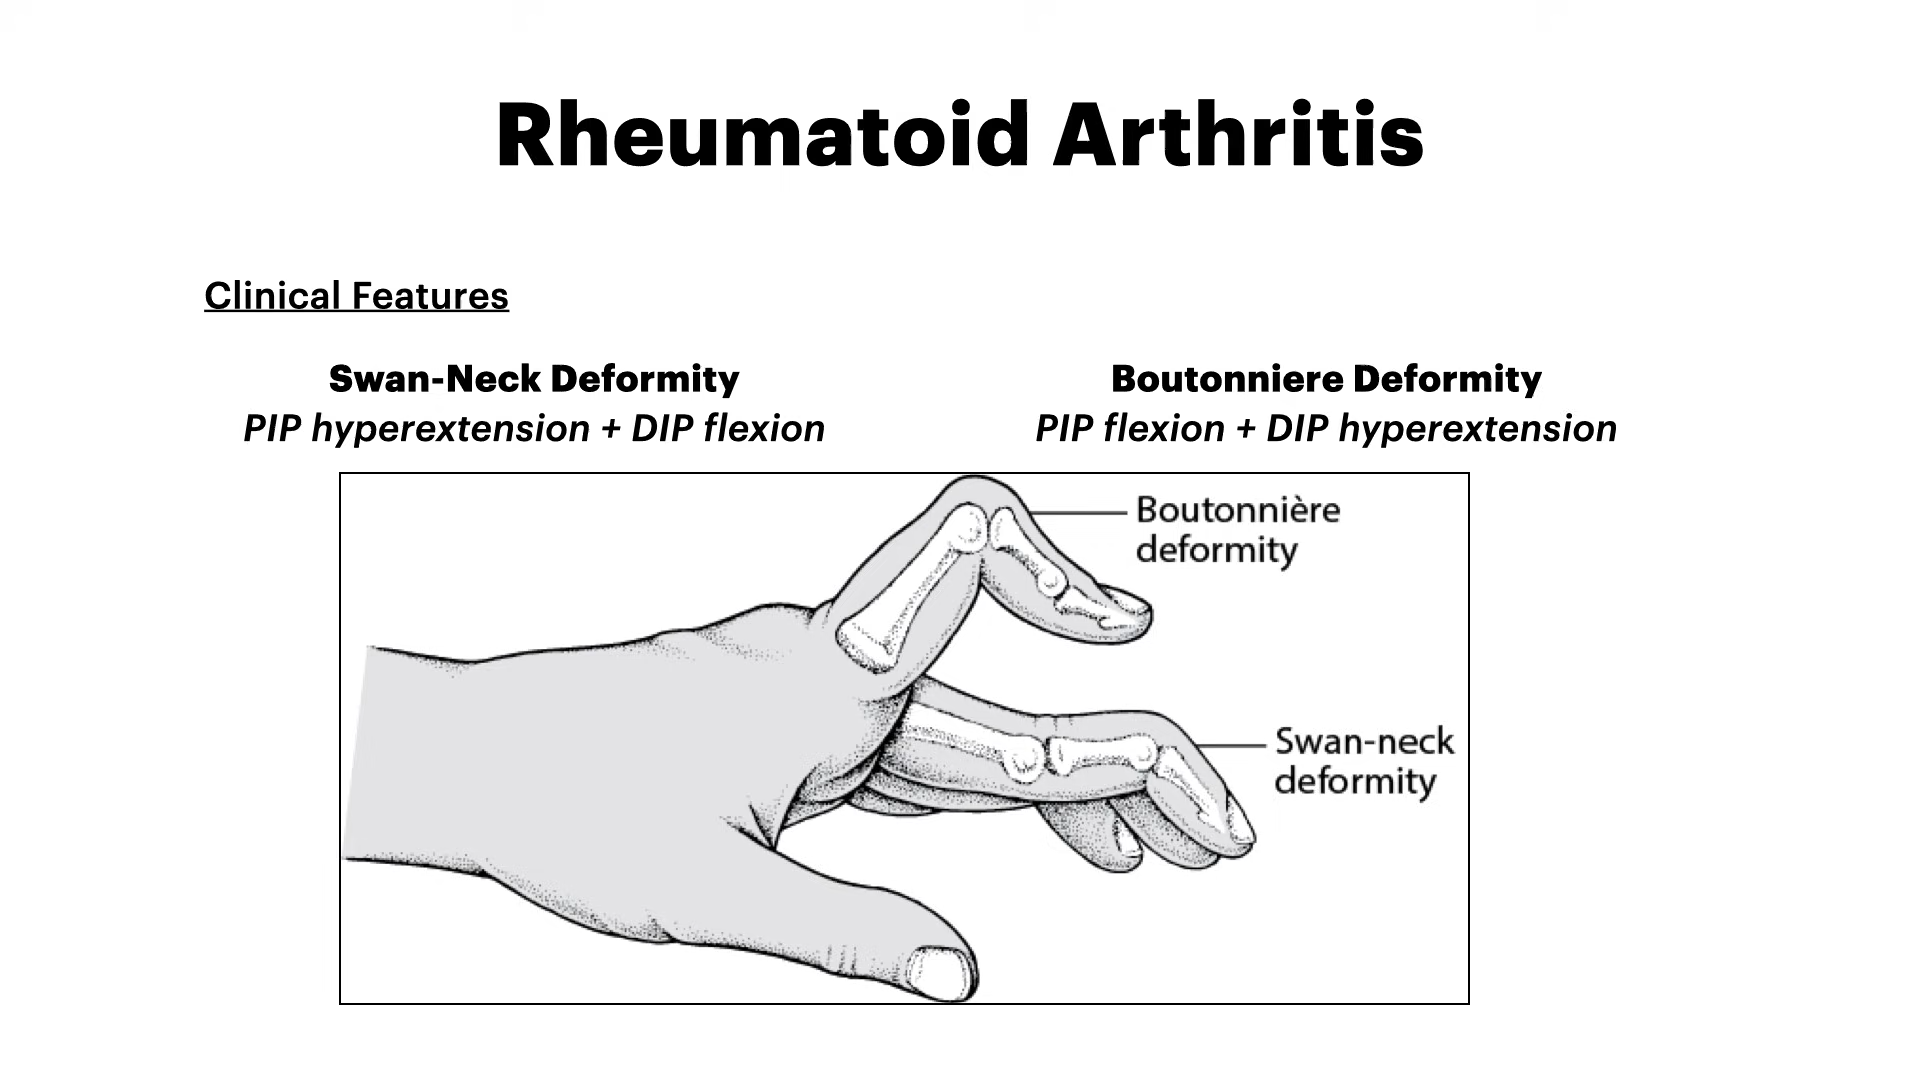 Rheumatoid Arthritis
Clinical Features
Swan-Neck Deformity
PIP hyperextension + DIP flexion
Boutonniere Deformity
PIP flexion + DIP hyperextension
Boutonnière
deformity
Swan-neck
deformity